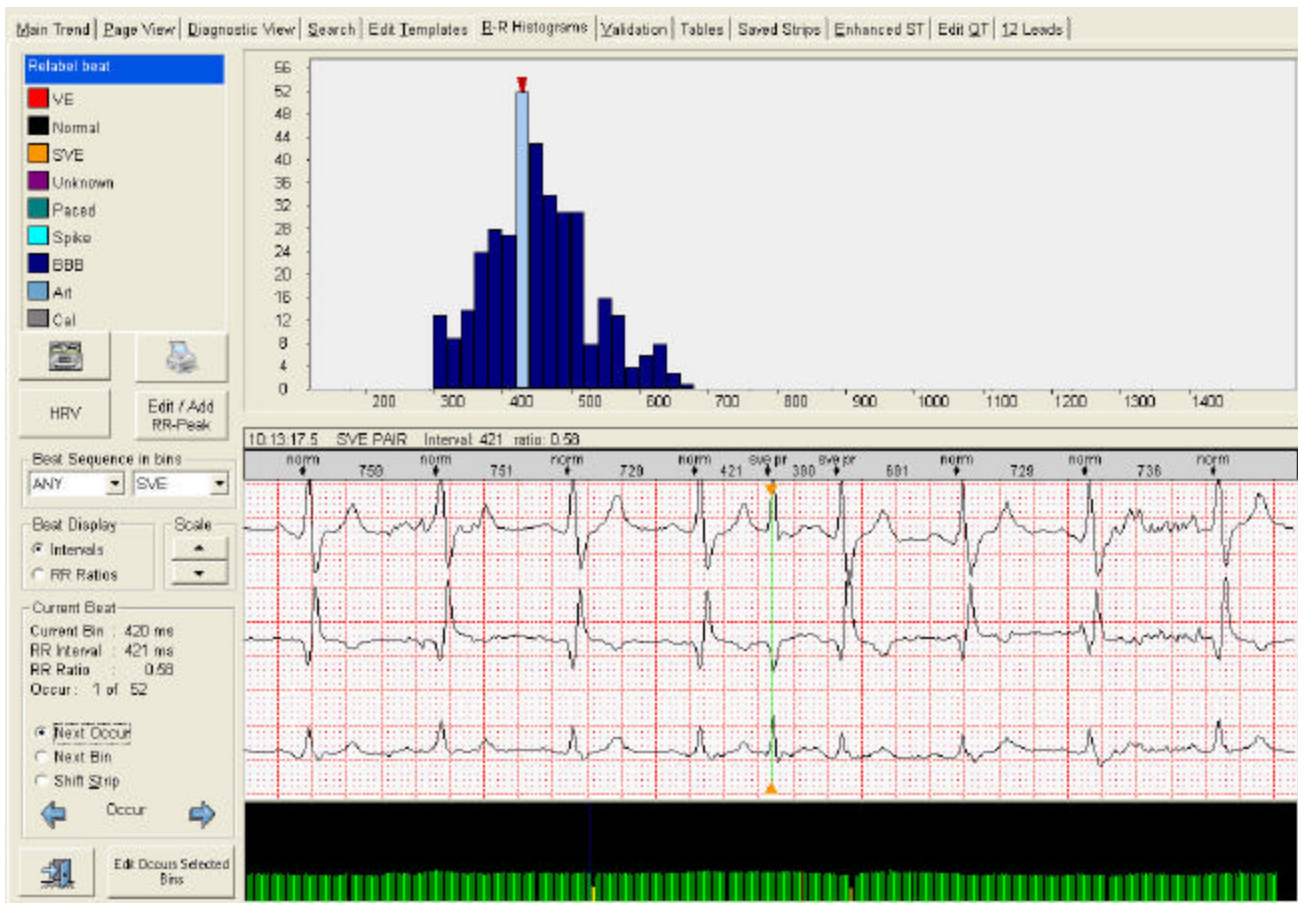 Main Trend Page View Diagnostic View Search Edit Templates R-R Histograms Validation Tables Saved Strips Enhanced ST Edit QT 12 Leads
Relabel beat
VE
Normal
SVE
Unknown
Paced
Spike
BBB
Art
Cal
HRV
Edit / Add
RR-Peak
Beat Sequence in bins
ANY SVE
Beat Display
Intervals
RR Ratios
Scale
Current Beat
Current Bin : 420 ms
RR Interval : 421 ms
RR Ratio : 0.58
Occur : 1 of 52
Next Occur
Next Bin
Shift Strip
Occur
Edit Occurs Selected
Bins
56
52
48
44
40
36
32
28
24
20
16
12
8
4
0
200 300 400 500 600 700 800 900 1000 1100 1200 1300 1400
10:13:17.5 SVE PAIR Interval: 421 ratio: 0.58
norm norm norm norm sve pr sve pr norm norm norm
759 751 729 421 380 691 729 736